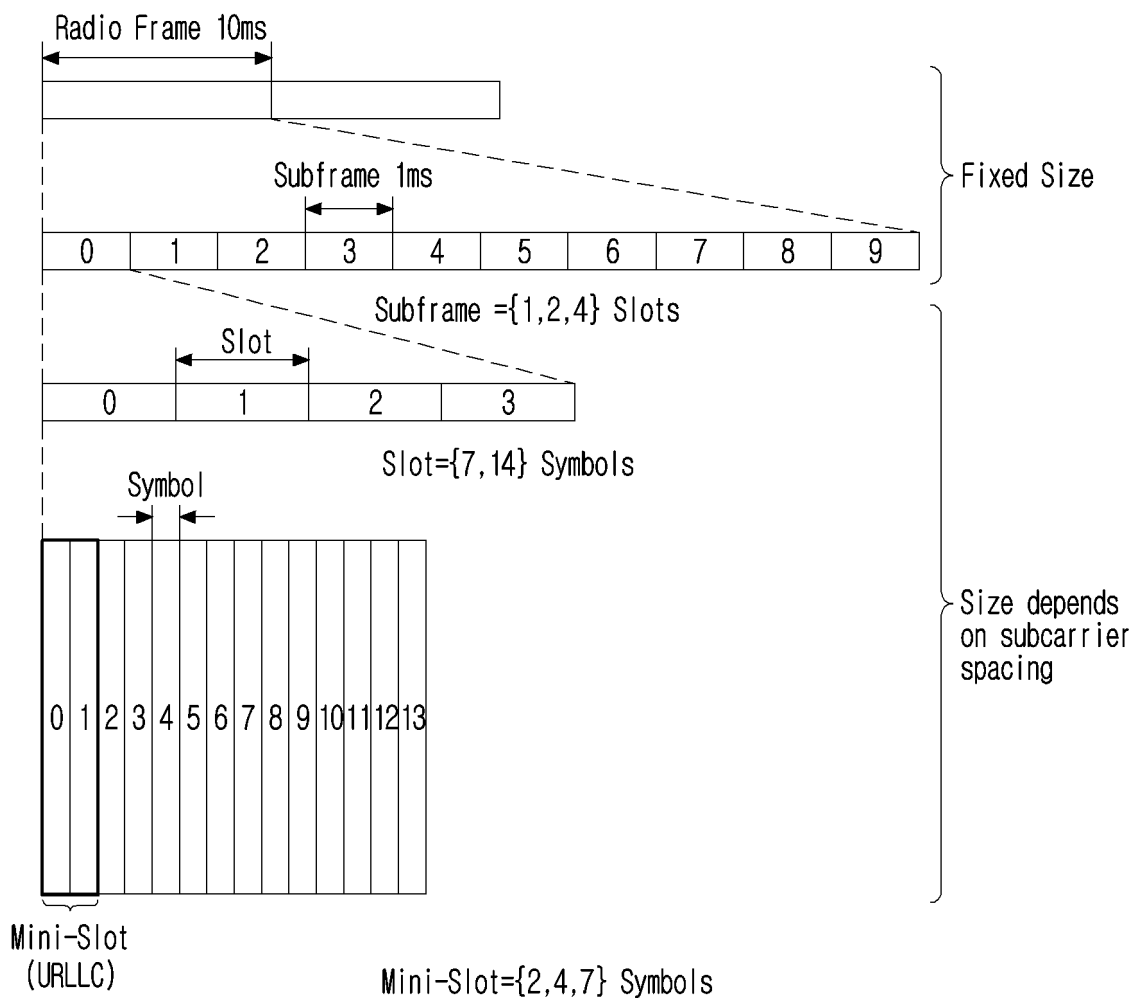 Radio Frame 10ms
Fixed Size
Subframe 1ms
0 1 2 3 4 5 6 7 8 9
Subframe ={1,2,4} Slots
Slot
0 1 2 3
Slot={7,14} Symbols
Symbol
Size depends
on subcarrier
spacing
0 1 2 3 4 5 6 7 8 9 10 11 12 13
Mini-Slot
(URLLC)
Mini-Slot={2,4,7} Symbols